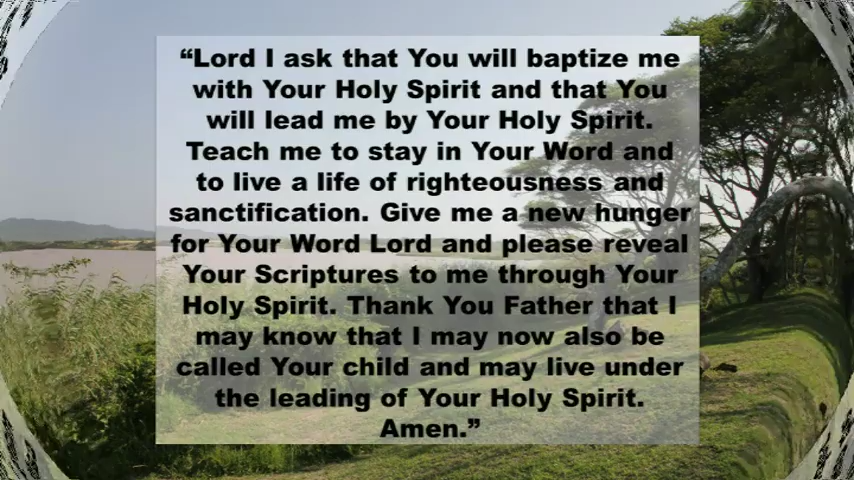 “Lord I ask that You will baptize me
with Your Holy Spirit and that You
will lead me by Your Holy Spirit.
Teach me to stay in Your Word and
to live a life of righteousness and
sanctification. Give me a new hunger
for Your Word Lord and please reveal
Your Scriptures to me through Your
Holy Spirit. Thank You Father that I
may know that I may now also be
called Your child and may live under
the leading of Your Holy Spirit.
Amen.”